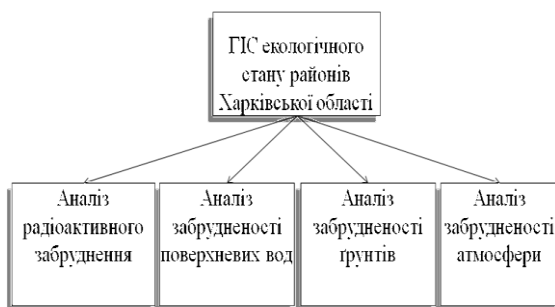 ГІС екологічного
стану районів
Харківської області
Аналіз
радіоактивного
забруднення
Аналіз
забрудненості
поверхневих вод
Аналіз
забрудненості
ґрунтів
Аналіз
забрудненості
атмосфери